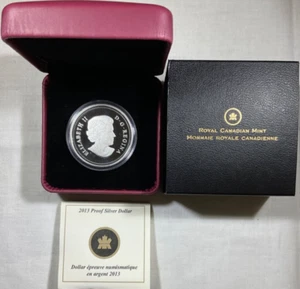 ELIZABETH II D·G·REGINA
ROYAL CANADIAN MINT
MONNAIE ROYALE CANADIENNE
2013 Proof Silver Dollar
Dollar épreuve numismatique
en argent 2013